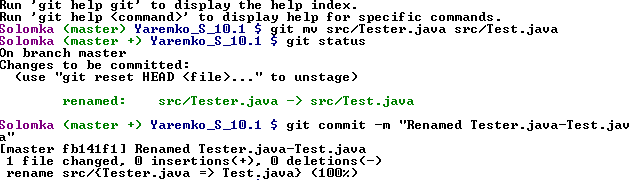 Run 'git help git' to display the help index.
Run 'git help <command>' to display help for specific commands.
Solomka (master) Yaremko_S_10.1 $ git mv src/Tester.java src/Test.java
Solomka (master +) Yaremko_S_10.1 $ git status
On branch master
Changes to be committed:
  (use "git reset HEAD <file>..." to unstage)
        renamed:    src/Tester.java -> src/Test.java
Solomka (master +) Yaremko_S_10.1 $ git commit -m "Renamed Tester.java-Test.jav
a"
[master fb141f1] Renamed Tester.java-Test.java
 1 file changed, 0 insertions(+), 0 deletions(-)
 rename src/{Tester.java => Test.java} (100%)